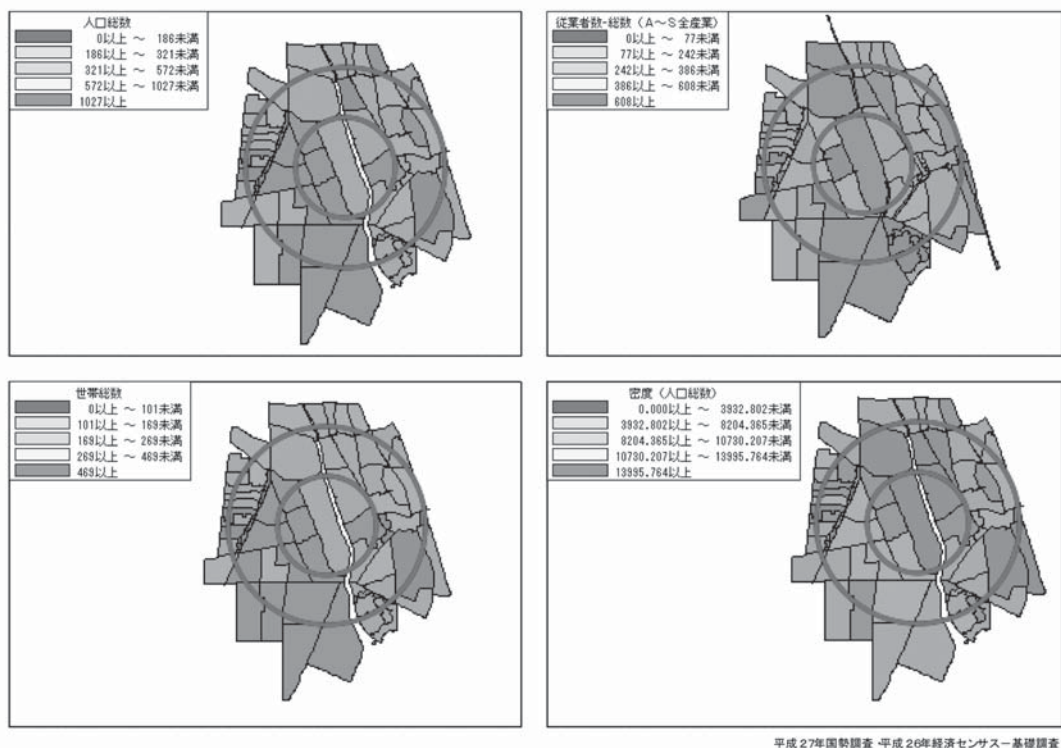 人口総数
0以上 ～ 186未満
186以上 ～ 321未満
321以上 ～ 572未満
572以上 ～ 1027未満
1027以上
従業者数-総数（A～S全産業）
0以上 ～ 77未満
77以上 ～ 242未満
242以上 ～ 386未満
386以上 ～ 608未満
608以上
世帯総数
0以上 ～ 101未満
101以上 ～ 169未満
169以上 ～ 269未満
269以上 ～ 469未満
469以上
密度（人口総数）
0.000以上 ～ 3932.802未満
3932.802以上 ～ 8204.365未満
8204.365以上 ～ 10730.207未満
10730.207以上 ～ 13995.764未満
13995.764以上
平成27年国勢調査・平成26年経済センサスー基礎調査